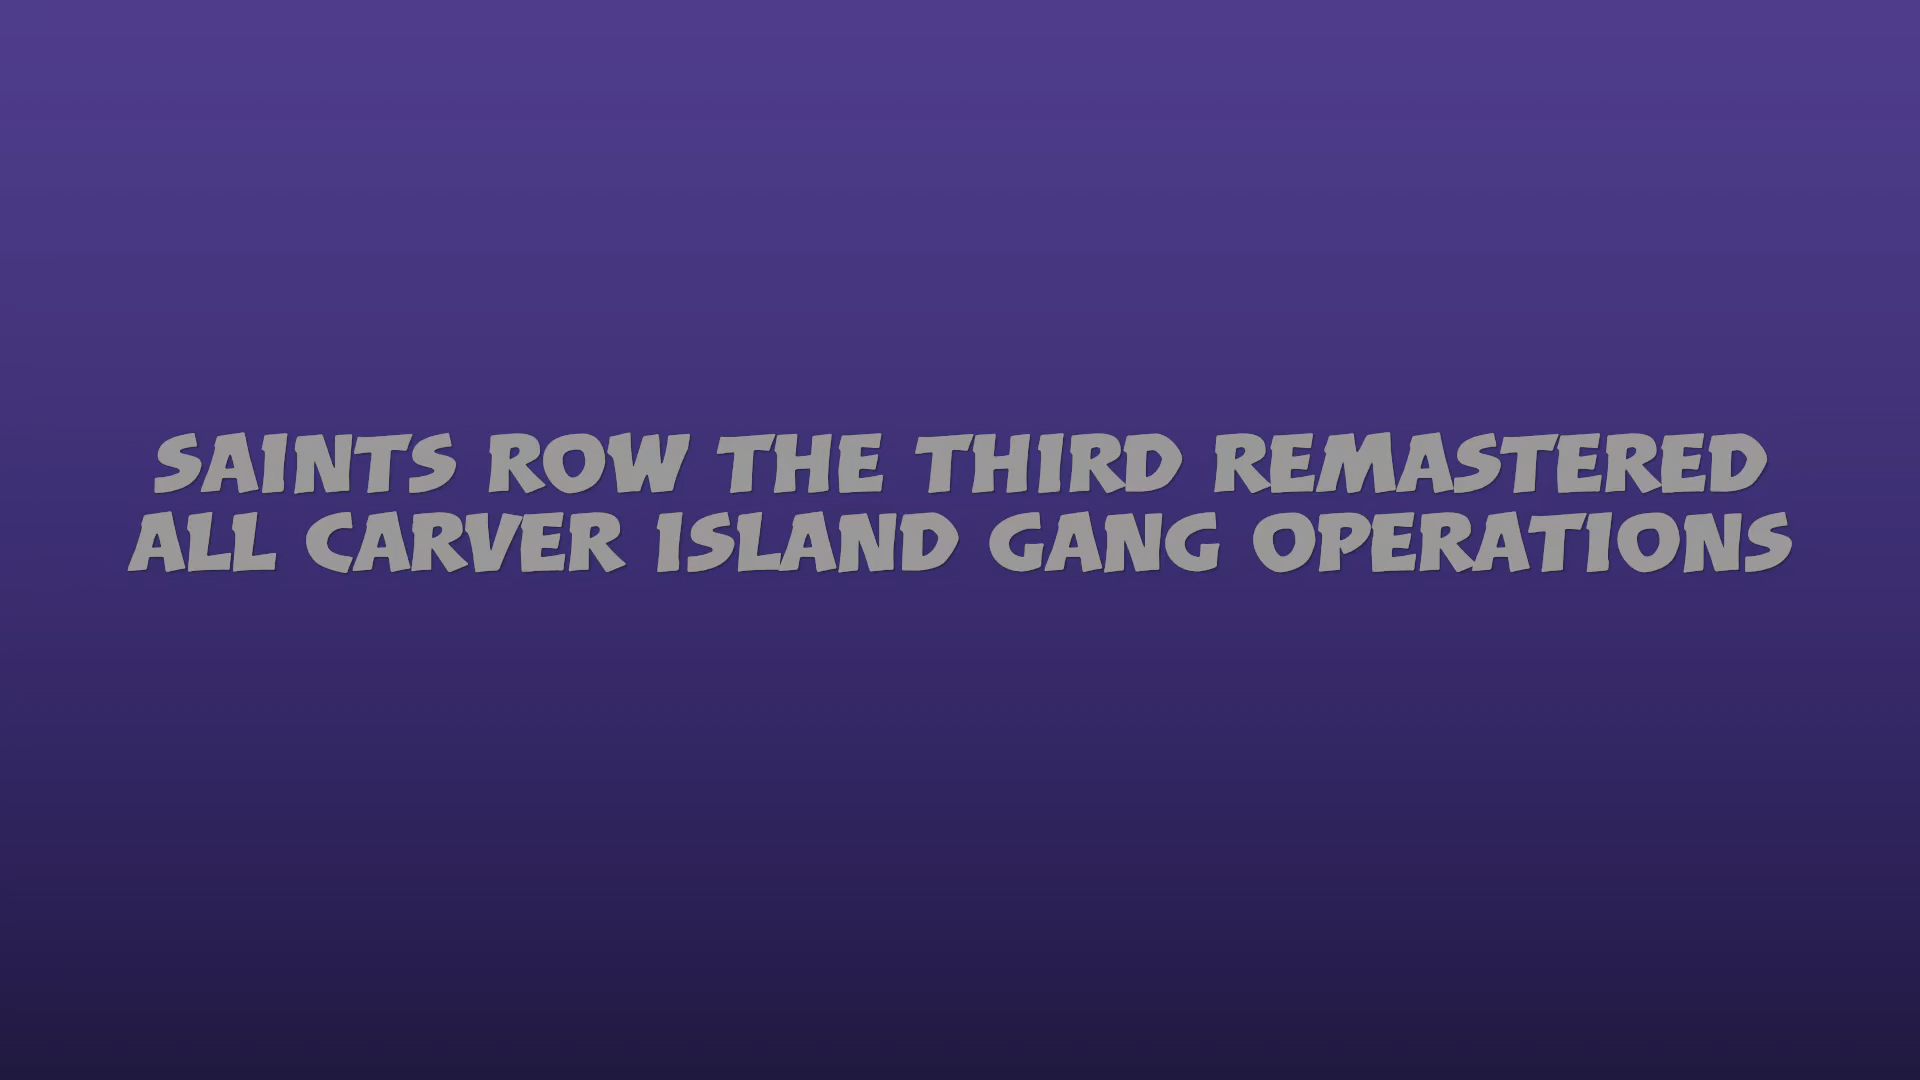 SAINTS ROW THE THIRD REMASTERED
ALL CARVER ISLAND GANG OPERATIONS